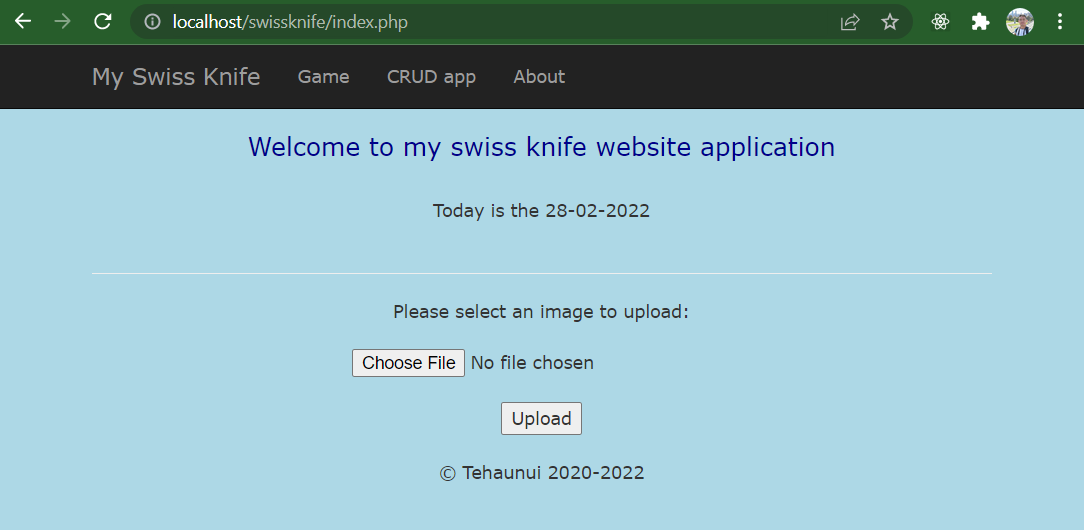 localhost/swissknife/index.php
My Swiss Knife Game CRUD app About
Welcome to my swiss knife website application
Today is the 28-02-2022
Please select an image to upload:
Choose File No file chosen
Upload
© Tehaunui 2020-2022